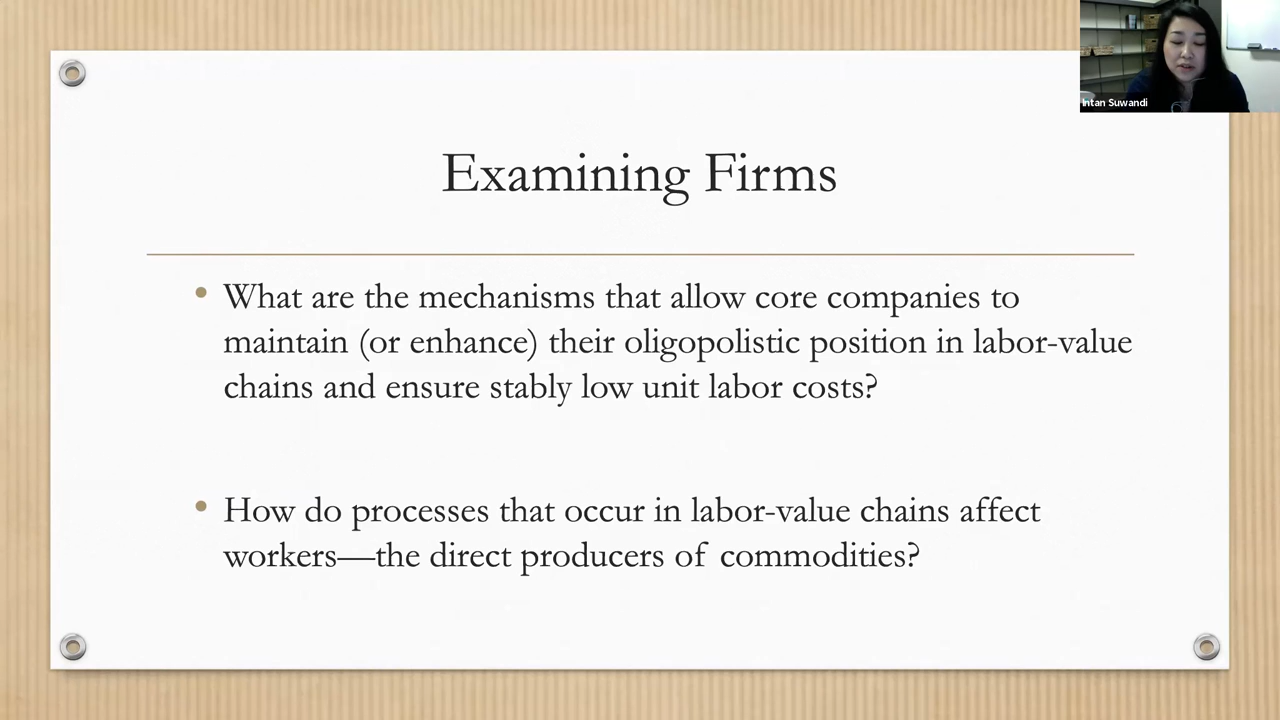 Intan Suwandi
Examining Firms
• What are the mechanisms that allow core companies to
maintain (or enhance) their oligopolistic position in labor-value
chains and ensure stably low unit labor costs?
• How do processes that occur in labor-value chains affect
workers—the direct producers of commodities?